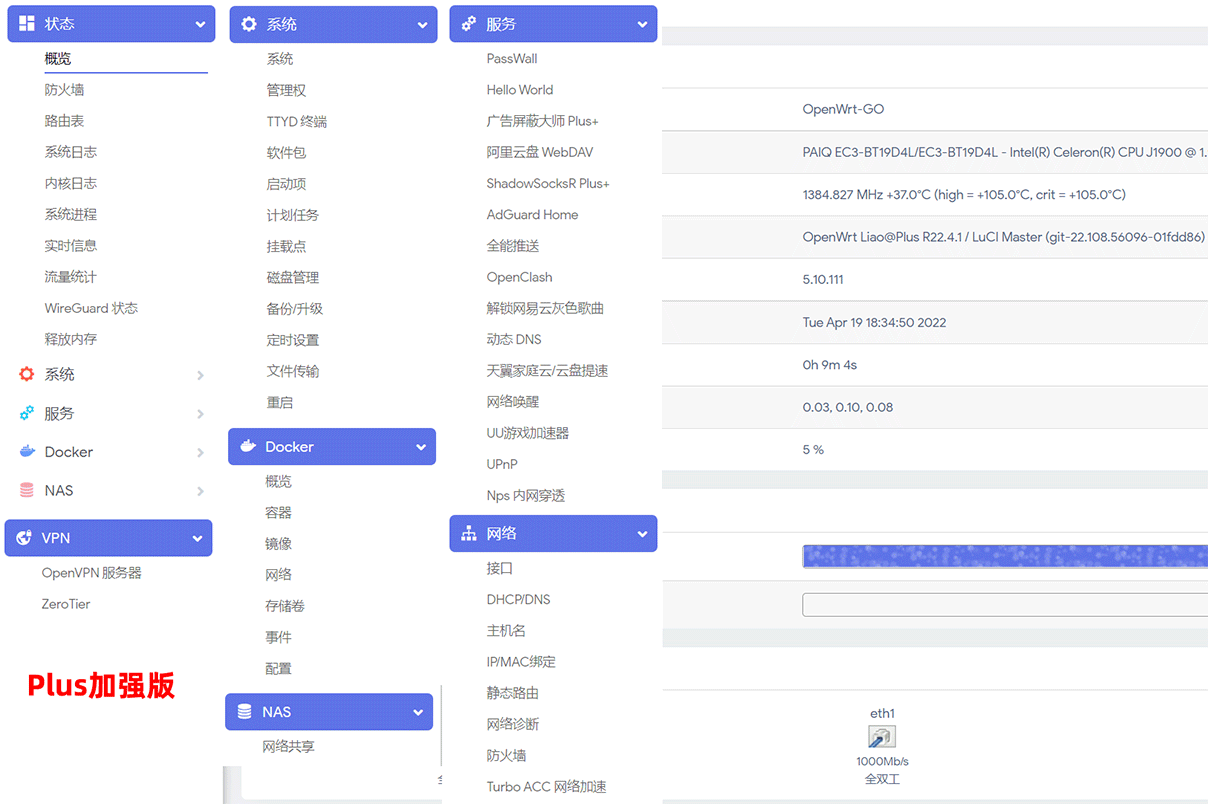 状态
概览
防火墙
路由表
系统日志
内核日志
系统进程
实时信息
流量统计
WireGuard 状态
释放内存
系统
服务
Docker
NAS
VPN
OpenVPN 服务器
ZeroTier
Plus加强版
系统
系统
管理权
TTYD 终端
软件包
启动项
计划任务
挂载点
磁盘管理
备份/升级
定时设置
文件传输
重启
Docker
概览
容器
镜像
网络
存储卷
事件
配置
NAS
网络共享
服务
PassWall
Hello World
广告屏蔽大师 Plus+
阿里云盘 WebDAV
ShadowSocksR Plus+
AdGuard Home
全能推送
OpenClash
解锁网易云灰色歌曲
动态 DNS
天翼家庭云/云盘提速
网络唤醒
UU游戏加速器
UPnP
Nps 内网穿透
网络
接口
DHCP/DNS
主机名
IP/MAC绑定
静态路由
网络诊断
防火墙
Turbo ACC 网络加速
OpenWrt-GO
PAIQ EC3-BT19D4L/EC3-BT19D4L - Intel(R) Celeron(R) CPU J1900 @ 1.
1384.827 MHz +37.0°C (high = +105.0°C, crit = +105.0°C)
OpenWrt Liao@Plus R22.4.1 / LuCI Master (git-22.108.56096-01fdd86)
5.10.111
Tue Apr 19 18:34:50 2022
0h 9m 4s
0.03, 0.10, 0.08
5 %
eth1
1000Mb/s
全双工